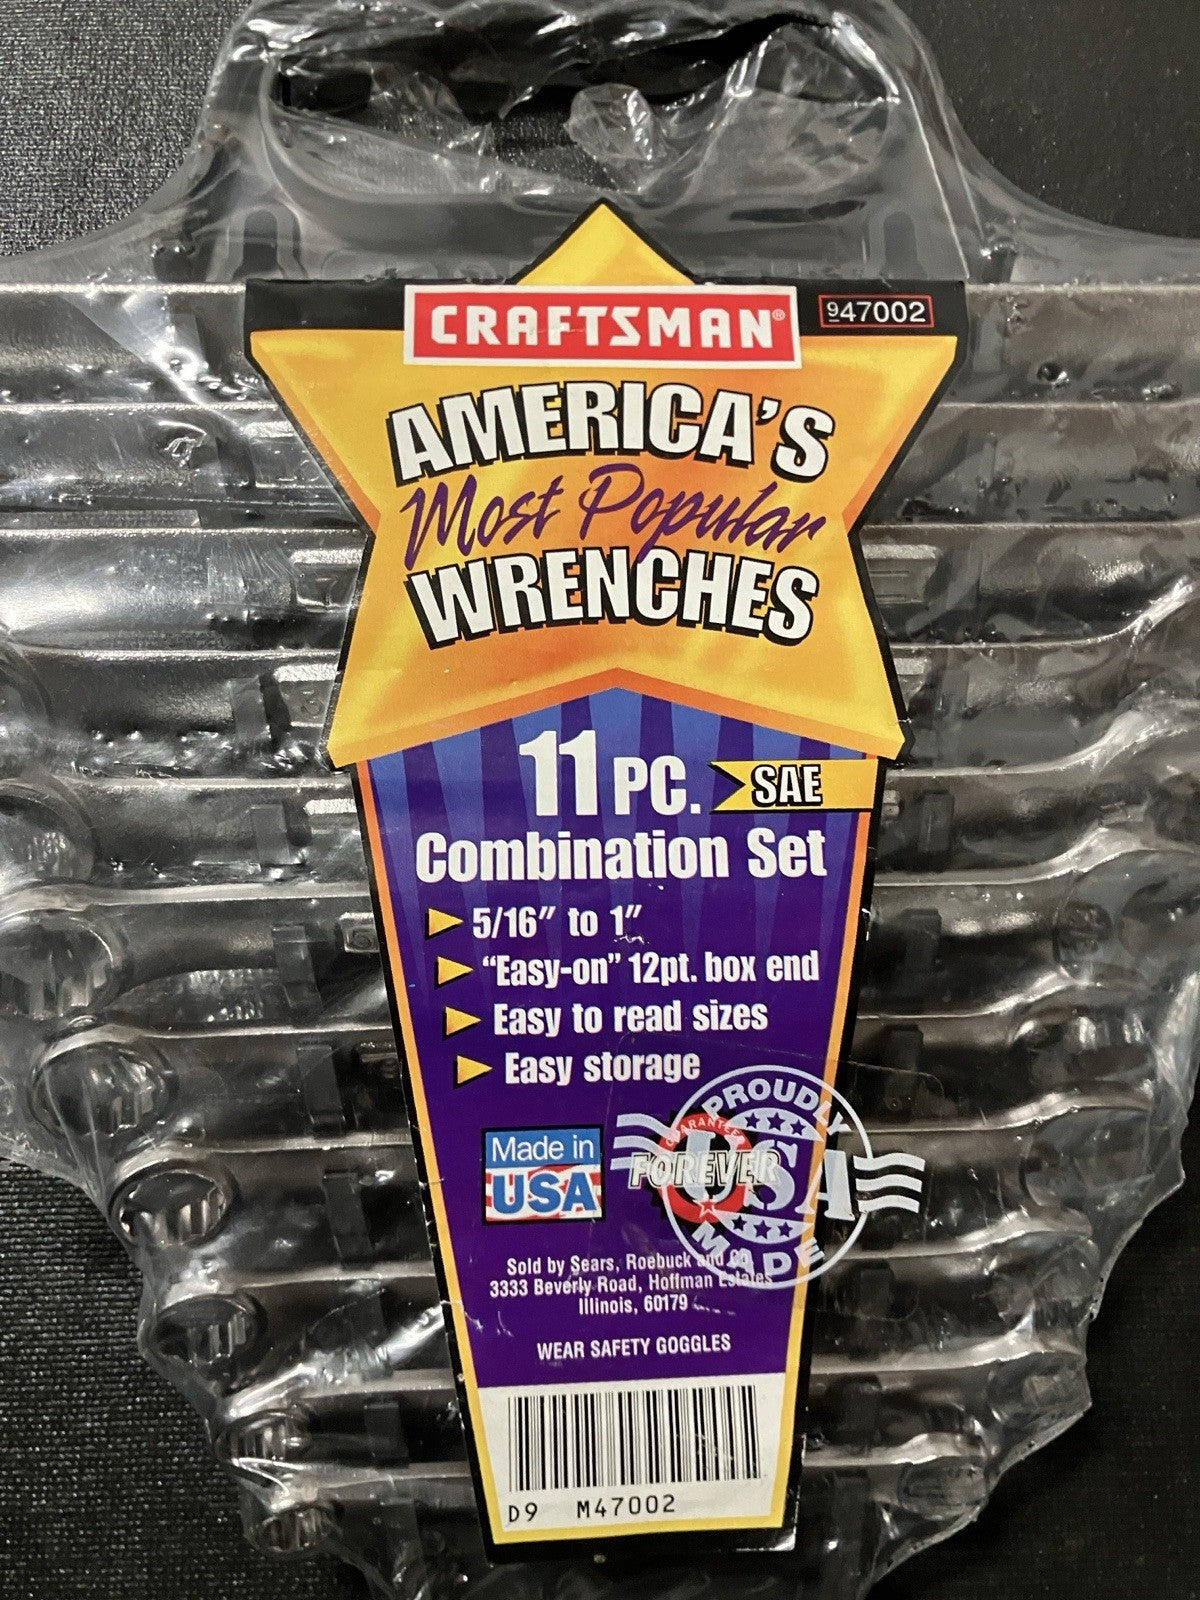 CRAFTSMAN®
947002
AMERICA'S
Most Popular
WRENCHES
11 PC. SAE
Combination Set
5/16" to 1"
"Easy-on" 12pt. box end
Easy to read sizes
Easy storage
Made in
USA
GUARANTEED
FOREVER
PROUDLY
USA
MADE
Sold by Sears, Roebuck and Co.
3333 Beverly Road, Hoffman Estates
Illinois, 60179
WEAR SAFETY GOGGLES
D9 M47002